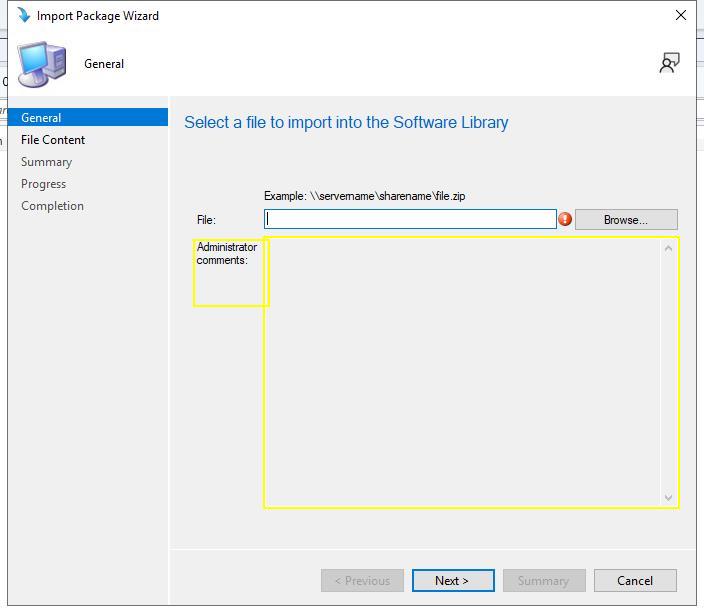 Import Package Wizard
General
General
File Content
Summary
Progress
Completion
Select a file to import into the Software Library
Example: \\servername\sharename\file.zip
File:
Browse...
Administrator
comments:
< Previous
Next >
Summary
Cancel